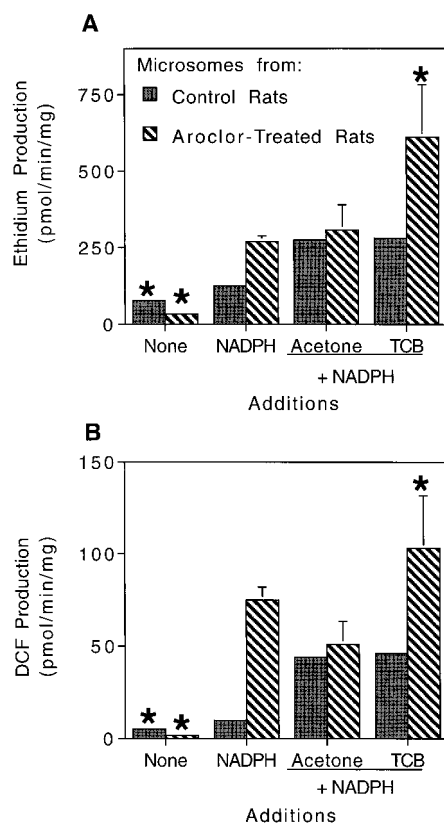 A
Ethidium Production
(pmol/min/mg)
750
500
250
0
Microsomes from:
Control Rats
Aroclor-Treated Rats
* * *
None NADPH Acetone TCB
+ NADPH
Additions
B
DCF Production
(pmol/min/mg)
150
100
50
0
* * *
None NADPH Acetone TCB
+ NADPH
Additions